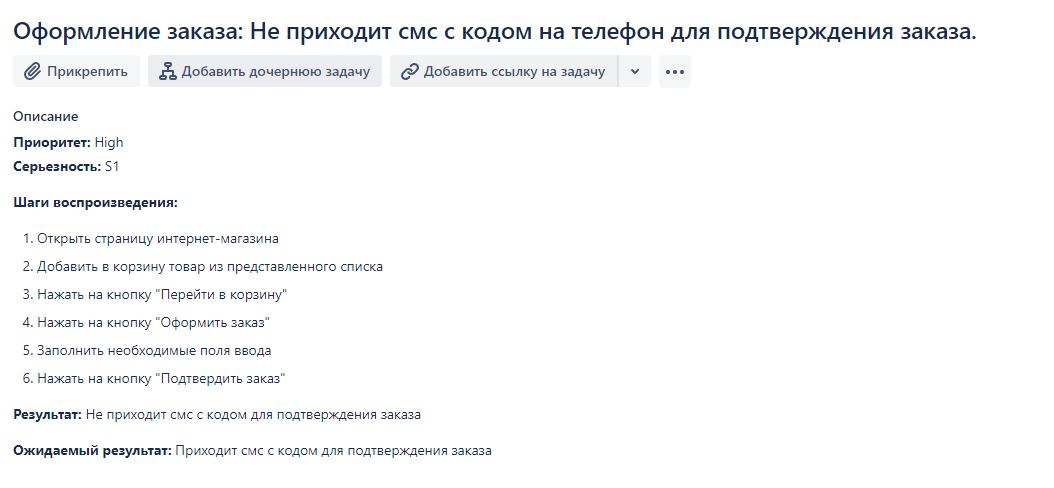 Оформление заказа: Не приходит смс с кодом на телефон для подтверждения заказа.
Прикрепить Добавить дочернюю задачу Добавить ссылку на задачу
Описание
Приоритет: High
Серьезность: S1
Шаги воспроизведения:
1. Открыть страницу интернет-магазина
2. Добавить в корзину товар из представленного списка
3. Нажать на кнопку "Перейти в корзину"
4. Нажать на кнопку "Оформить заказ"
5. Заполнить необходимые поля ввода
6. Нажать на кнопку "Подтвердить заказ"
Результат: Не приходит смс с кодом для подтверждения заказа
Ожидаемый результат: Приходит смс с кодом для подтверждения заказа